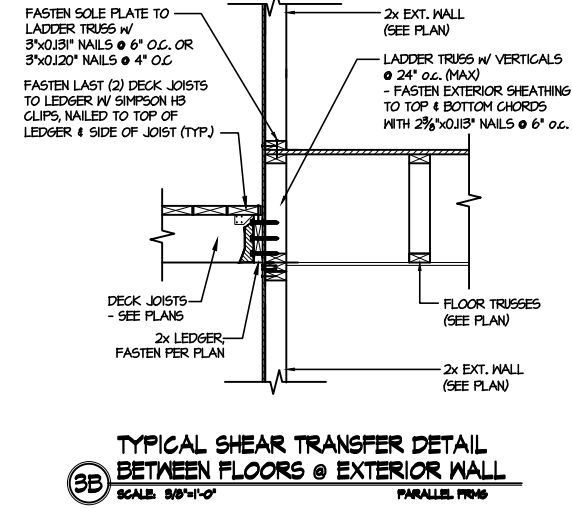 FASTEN SOLE PLATE TO
LADDER TRUSS W/
3"x0.131" NAILS @ 6" O.C. OR
3"x0.120" NAILS @ 4" O.C
FASTEN LAST (2) DECK JOISTS
TO LEDGER W/ SIMPSON H3
CLIPS, NAILED TO TOP OF
LEDGER & SIDE OF JOIST (TYP.)
2x EXT. WALL
(SEE PLAN)
LADDER TRUSS W/ VERTICALS
@ 24" O.C. (MAX)
- FASTEN EXTERIOR SHEATHING
TO TOP & BOTTOM CHORDS
WITH 2⅜"x0.113" NAILS @ 6" O.C.
DECK JOISTS
- SEE PLANS
2x LEDGER,
FASTEN PER PLAN
FLOOR TRUSSES
(SEE PLAN)
2x EXT. WALL
(SEE PLAN)
3B
TYPICAL SHEAR TRANSFER DETAIL
BETWEEN FLOORS @ EXTERIOR WALL
SCALE: 3/8"=1'-0" PARALLEL FRMG